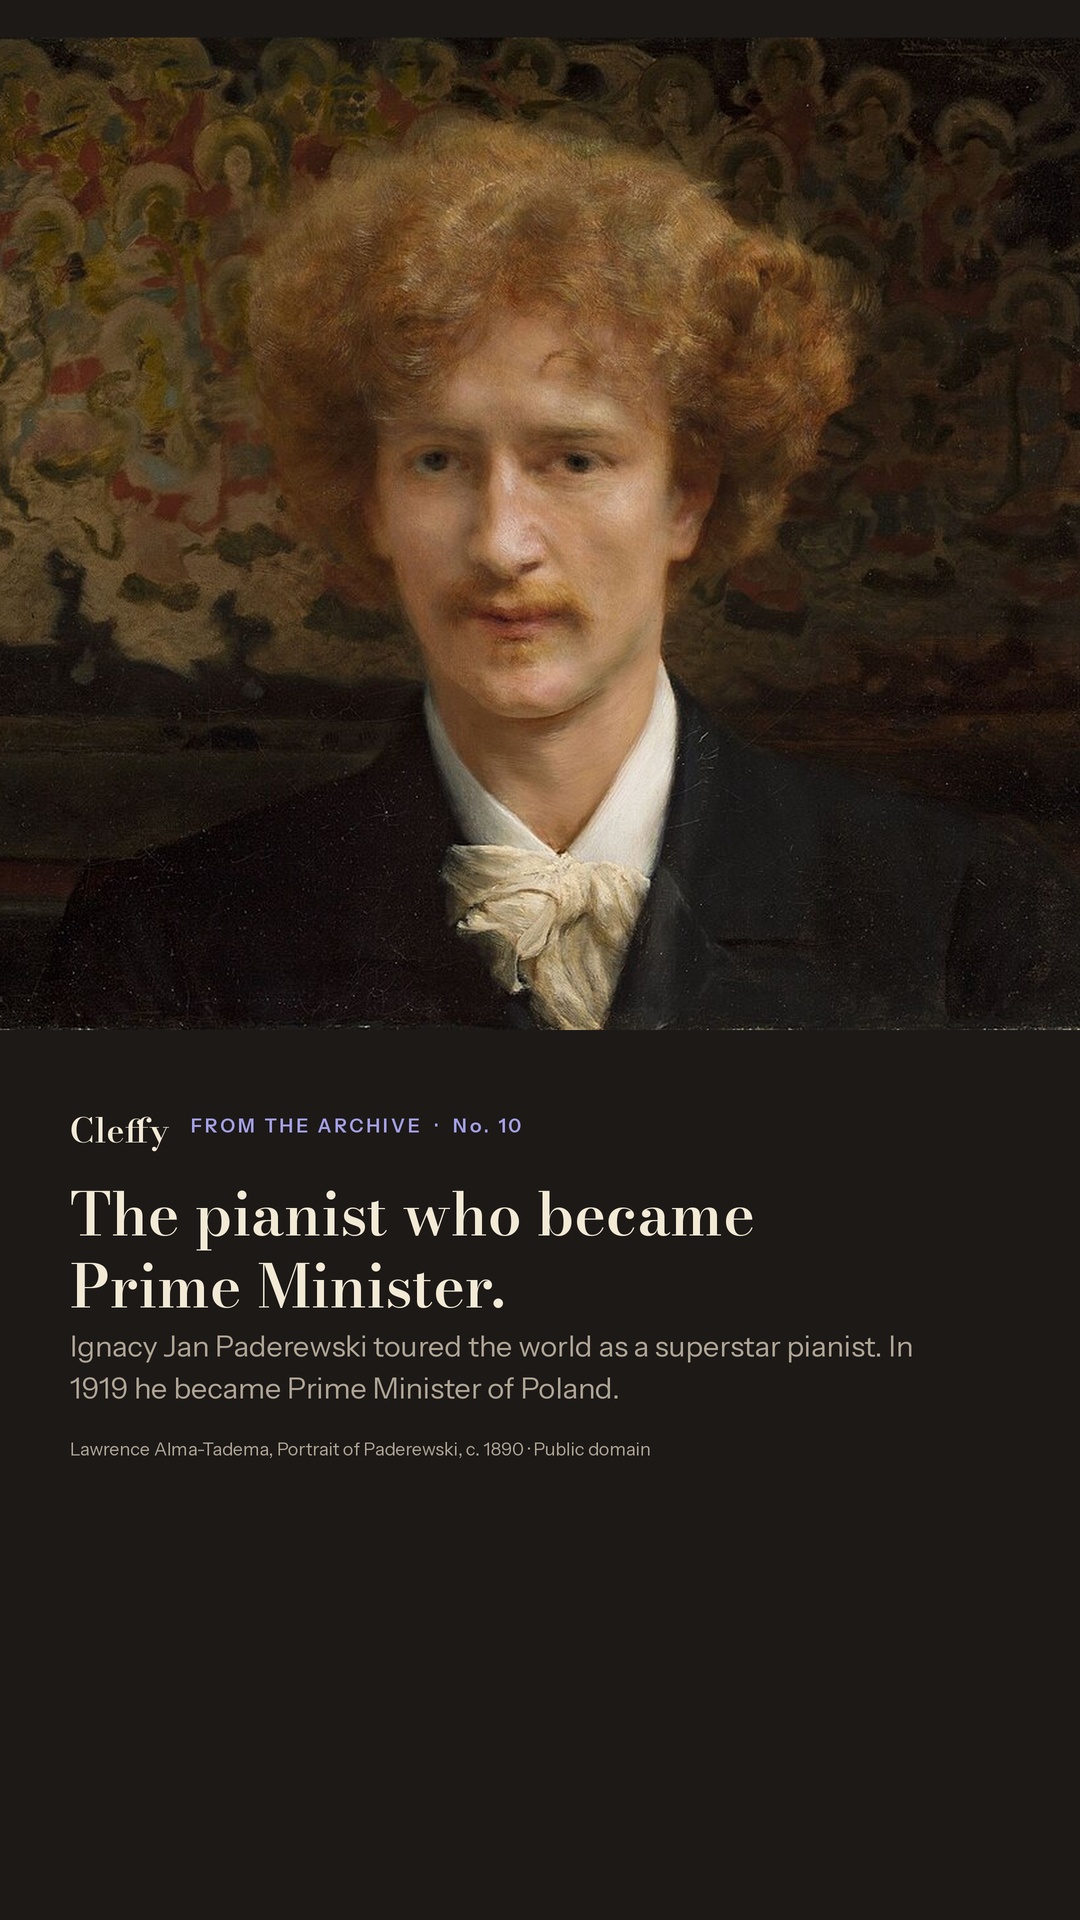 Cleffy FROM THE ARCHIVE · No. 10
The pianist who became
Prime Minister.
Ignacy Jan Paderewski toured the world as a superstar pianist. In
1919 he became Prime Minister of Poland.
Lawrence Alma-Tadema, Portrait of Paderewski, c. 1890 · Public domain